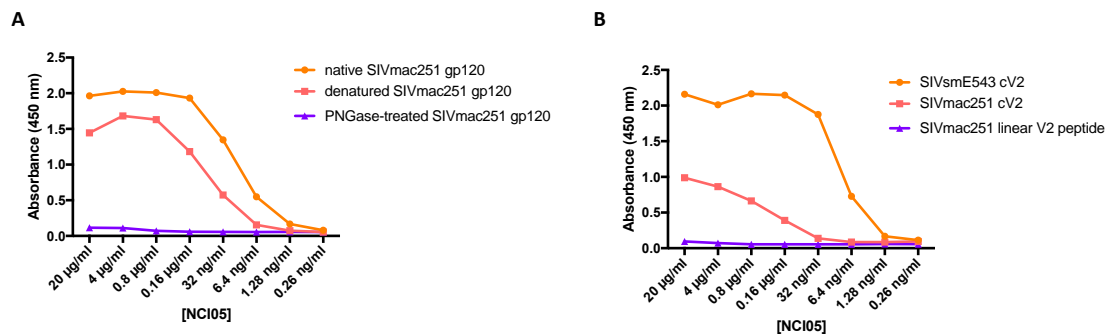 A
Absorbance (450 nm)
2.5
2.0
1.5
1.0
0.5
0.0
20 µg/ml
4 µg/ml
0.8 µg/ml
0.16 µg/ml
32 ng/ml
6.4 ng/ml
1.28 ng/ml
0.26 ng/ml
[NCI05]
native SIVmac251 gp120
denatured SIVmac251 gp120
PNGase-treated SIVmac251 gp120
B
Absorbance (450 nm)
2.5
2.0
1.5
1.0
0.5
0.0
20 µg/ml
4 µg/ml
0.8 µg/ml
0.16 µg/ml
32 ng/ml
6.4 ng/ml
1.28 ng/ml
0.26 ng/ml
[NCI05]
SIVsmE543 cV2
SIVmac251 cV2
SIVmac251 linear V2 peptide